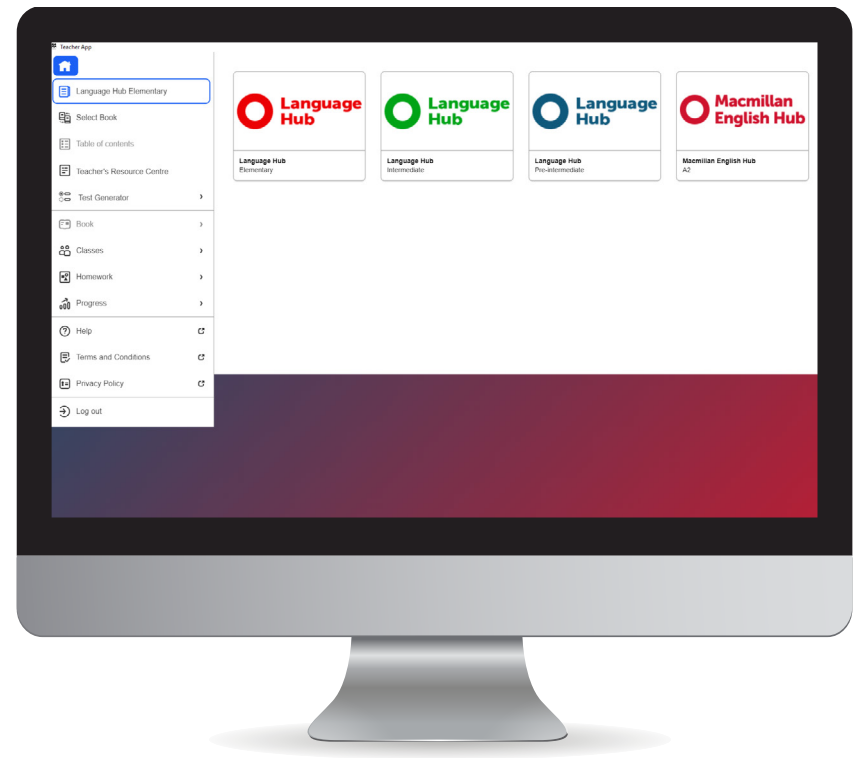 Teacher App
Language Hub Elementary
Select Book
Table of contents
Teacher's Resource Centre
Test Generator
Book
Classes
Homework
Progress
Help
Terms and Conditions
Privacy Policy
Log out
Language
Hub
Language Hub
Elementary
Language
Hub
Language Hub
Intermediate
Language
Hub
Language Hub
Pre-intermediate
Macmillan
English Hub
Macmillan English Hub
A2